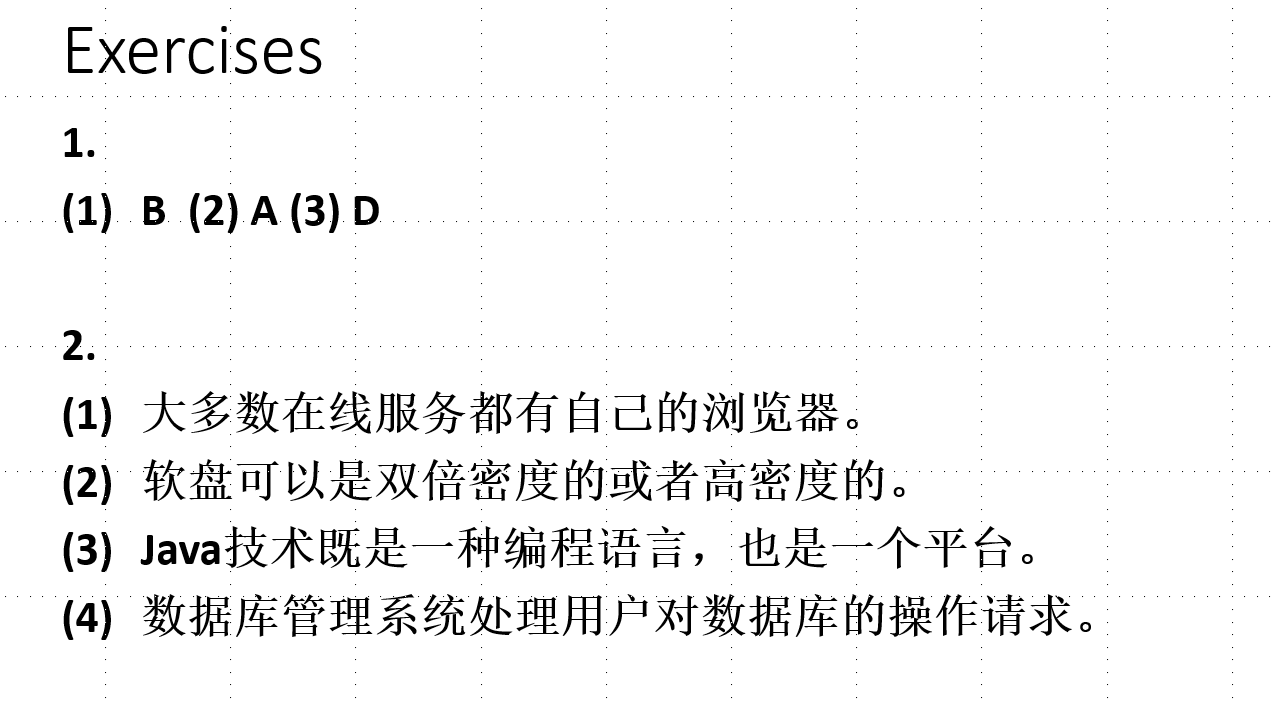 Exercises
1.
(1) B (2) A (3) D
2.
(1) 大多数在线服务都有自己的浏览器。
(2) 软盘可以是双倍密度的或者高密度的。
(3) Java技术既是一种编程语言，也是一个平台。
(4) 数据库管理系统处理用户对数据库的操作请求。